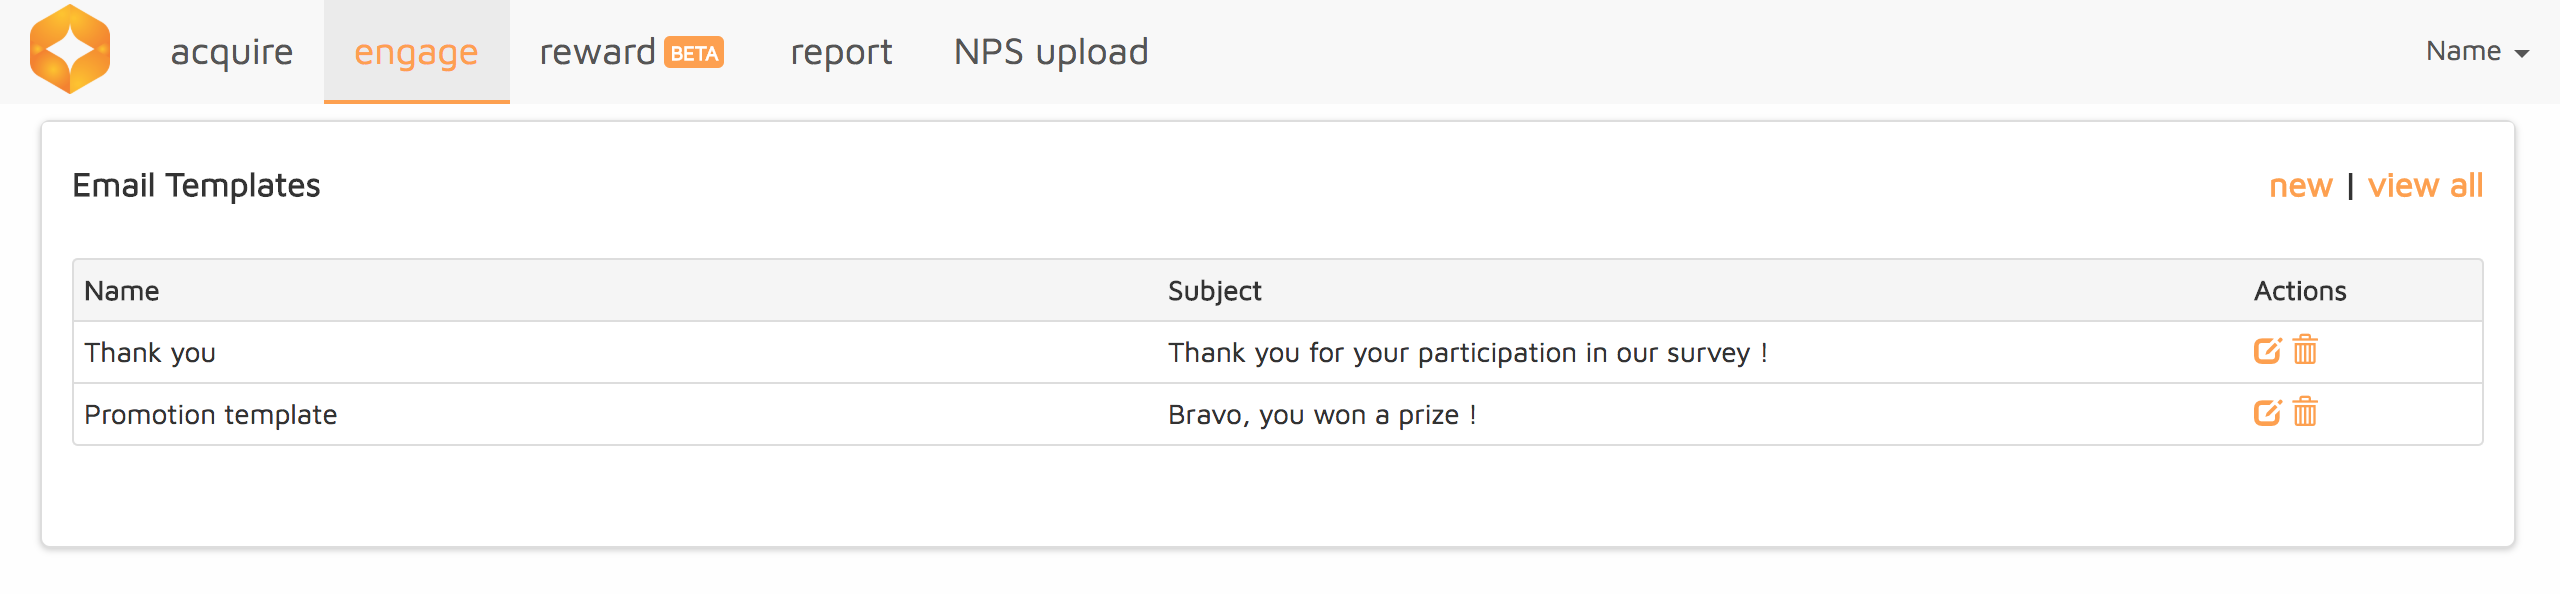 acquire engage reward BETA report NPS upload Name
Email Templates new | view all
Name Subject Actions
Thank you Thank you for your participation in our survey !
Promotion template Bravo, you won a prize !